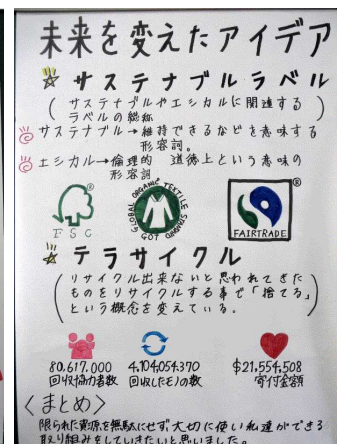 未来を変えたアイデア
サステナブルラベル
(サステナブルやエシカルに関連する
ラベルの総称)
サステナブル→維持できるなどを意味する
形容詞。
エシカル→倫理的 道徳上という意味の
形容詞
FSC®
GLOBAL ORGANIC TEXTILE STANDARD GOTS
FAIRTRADE®
テラサイクル
(リサイクル出来ないと思われてきた
ものをリサイクルする事で「捨てる」
という概念を変えている。)
80,617,000 4,104,054,370 $21,554,508
回収協力者数 回収したモノの数 寄付金額
〈まとめ〉
限られた資源を無駄にせず大切に使い私達ができる
取り組みをしていきたいと思いました。